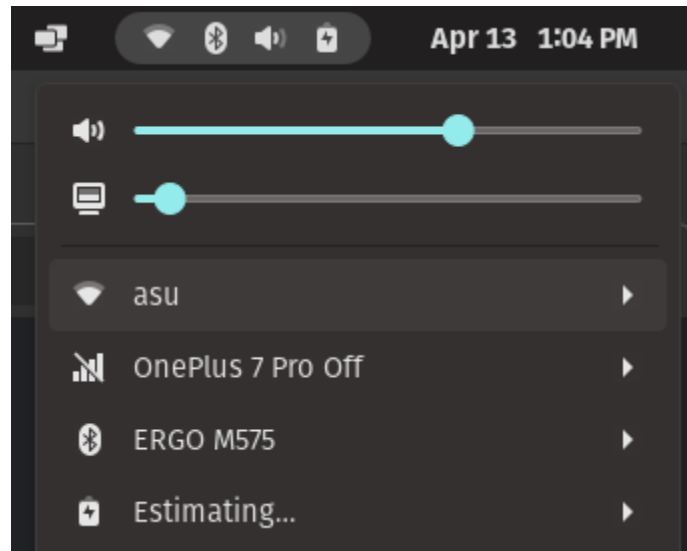 Apr 13 1:04 PM
asu
OnePlus 7 Pro Off
ERGO M575
Estimating...